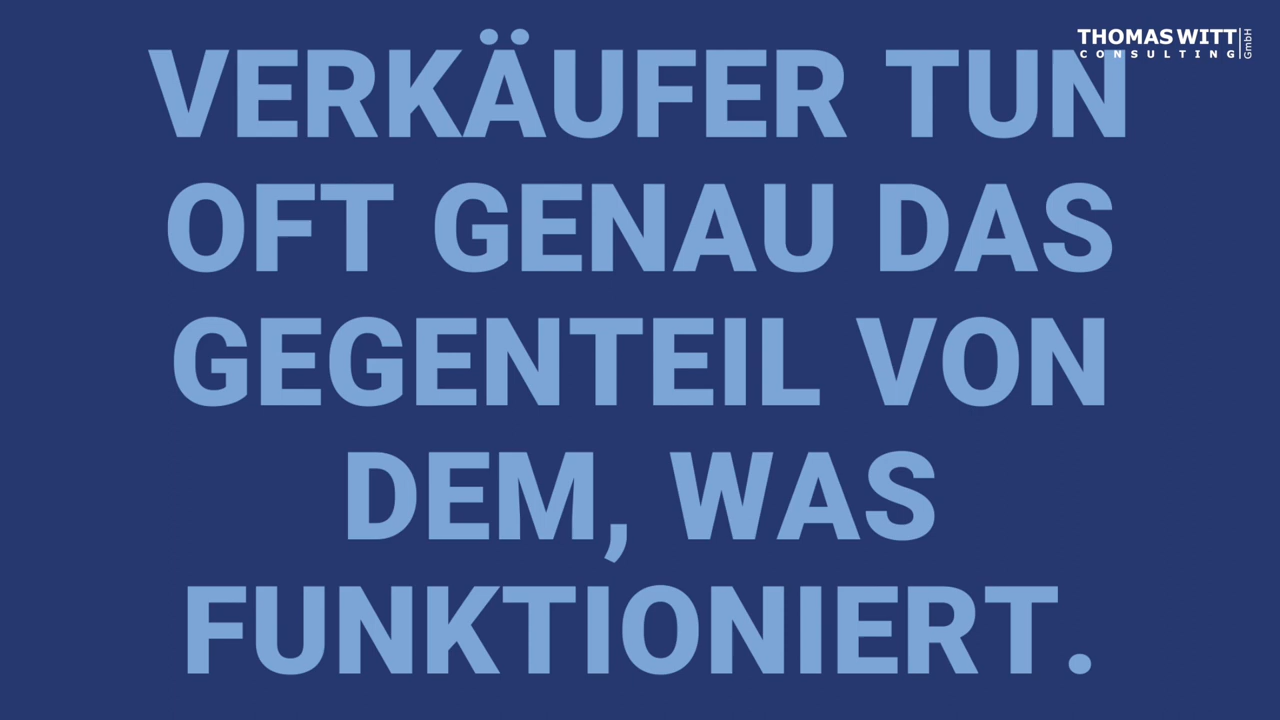 VERKÄUFER TUN
OFT GENAU DAS
GEGENTEIL VON
DEM, WAS
FUNKTIONIERT.
THOMAS WITT
CONSULTING
GmbH